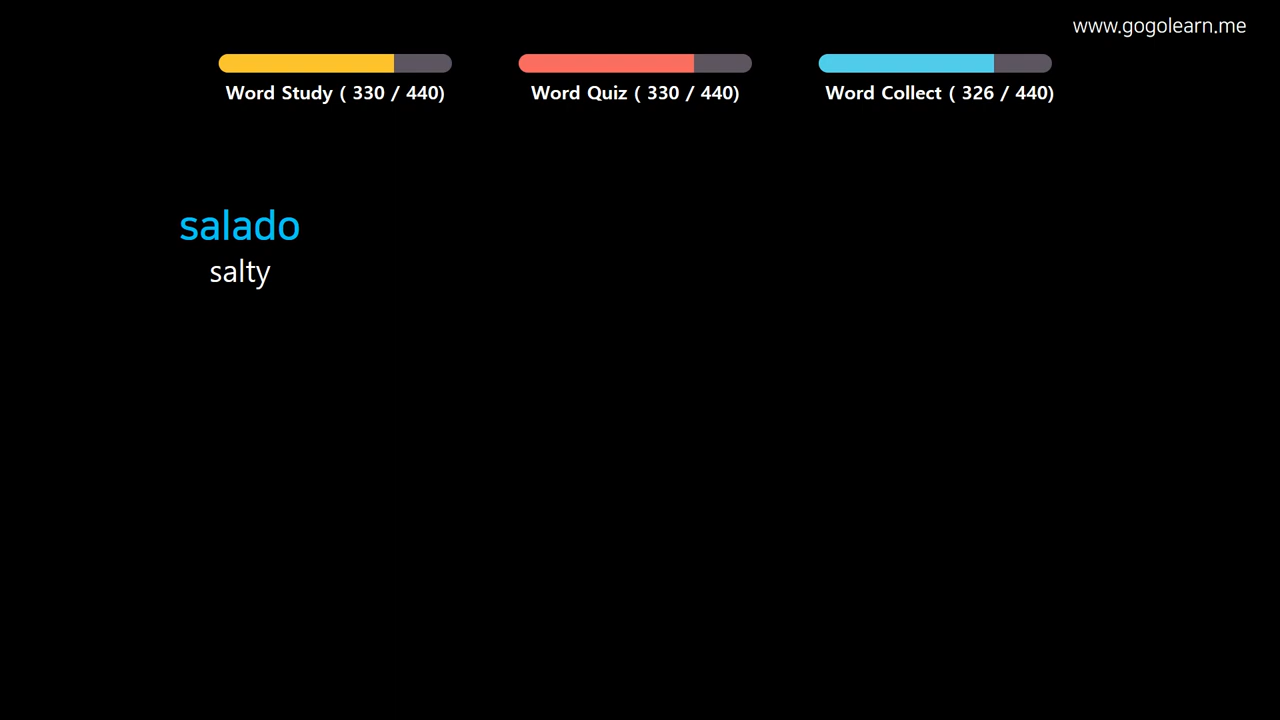 www.gogolearn.me
Word Study ( 330 / 440)
Word Quiz ( 330 / 440)
Word Collect ( 326 / 440)
salado
salty